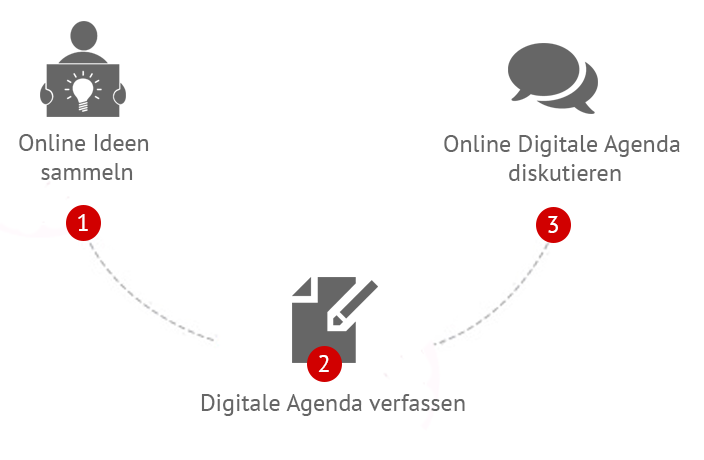 Online Ideen
sammeln
1
2
Digitale Agenda verfassen
Online Digitale Agenda
diskutieren
3